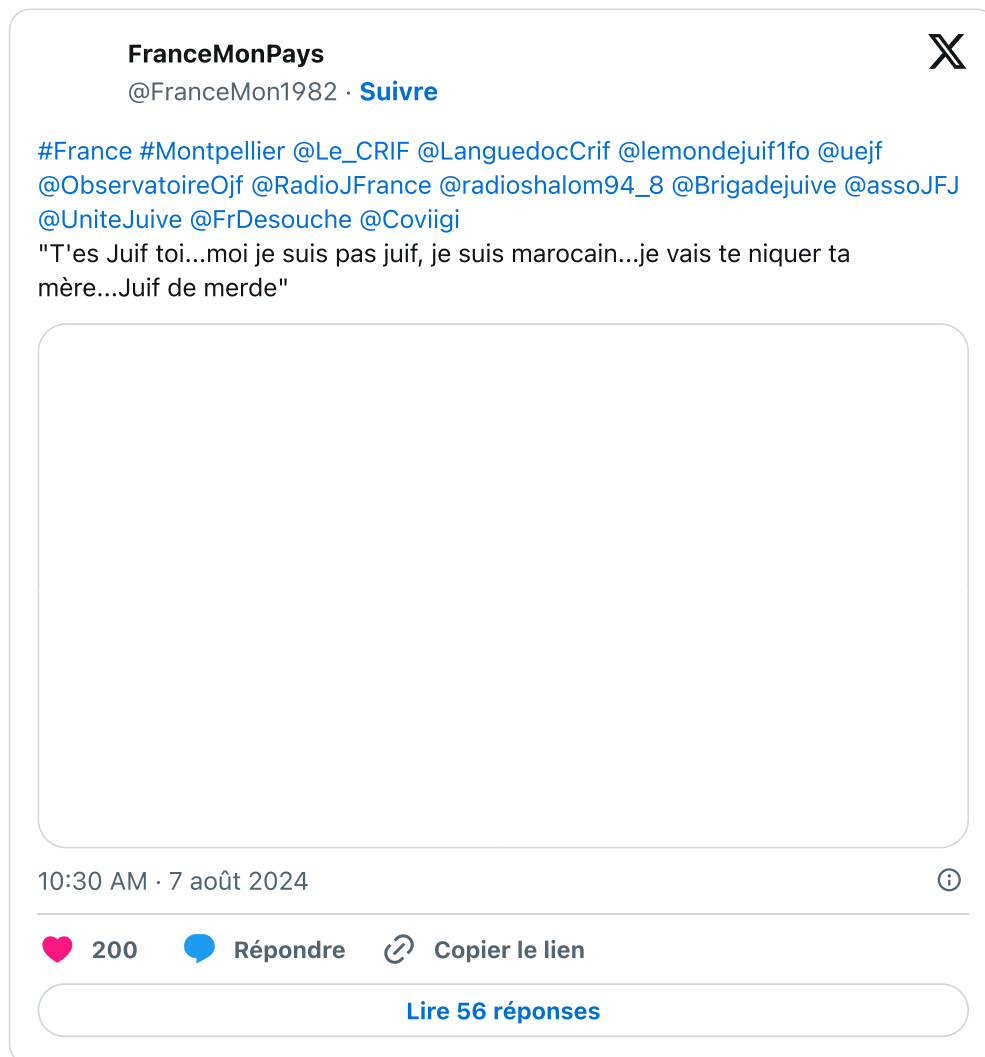 FranceMonPays
@FranceMon1982 · Suivre
#France #Montpellier @Le_CRIF @LanguedocCrif @lemondejuif1fo @uejf
@ObservatoireOjf @RadioJFrance @radioshalom94_8 @Brigadejuive @assoJFJ
@UniteJuive @FrDesouche @Coviigi
"T'es Juif toi...moi je suis pas juif, je suis marocain...je vais te niquer ta
mère...Juif de merde"
10:30 AM · 7 août 2024
200 Répondre Copier le lien
Lire 56 réponses